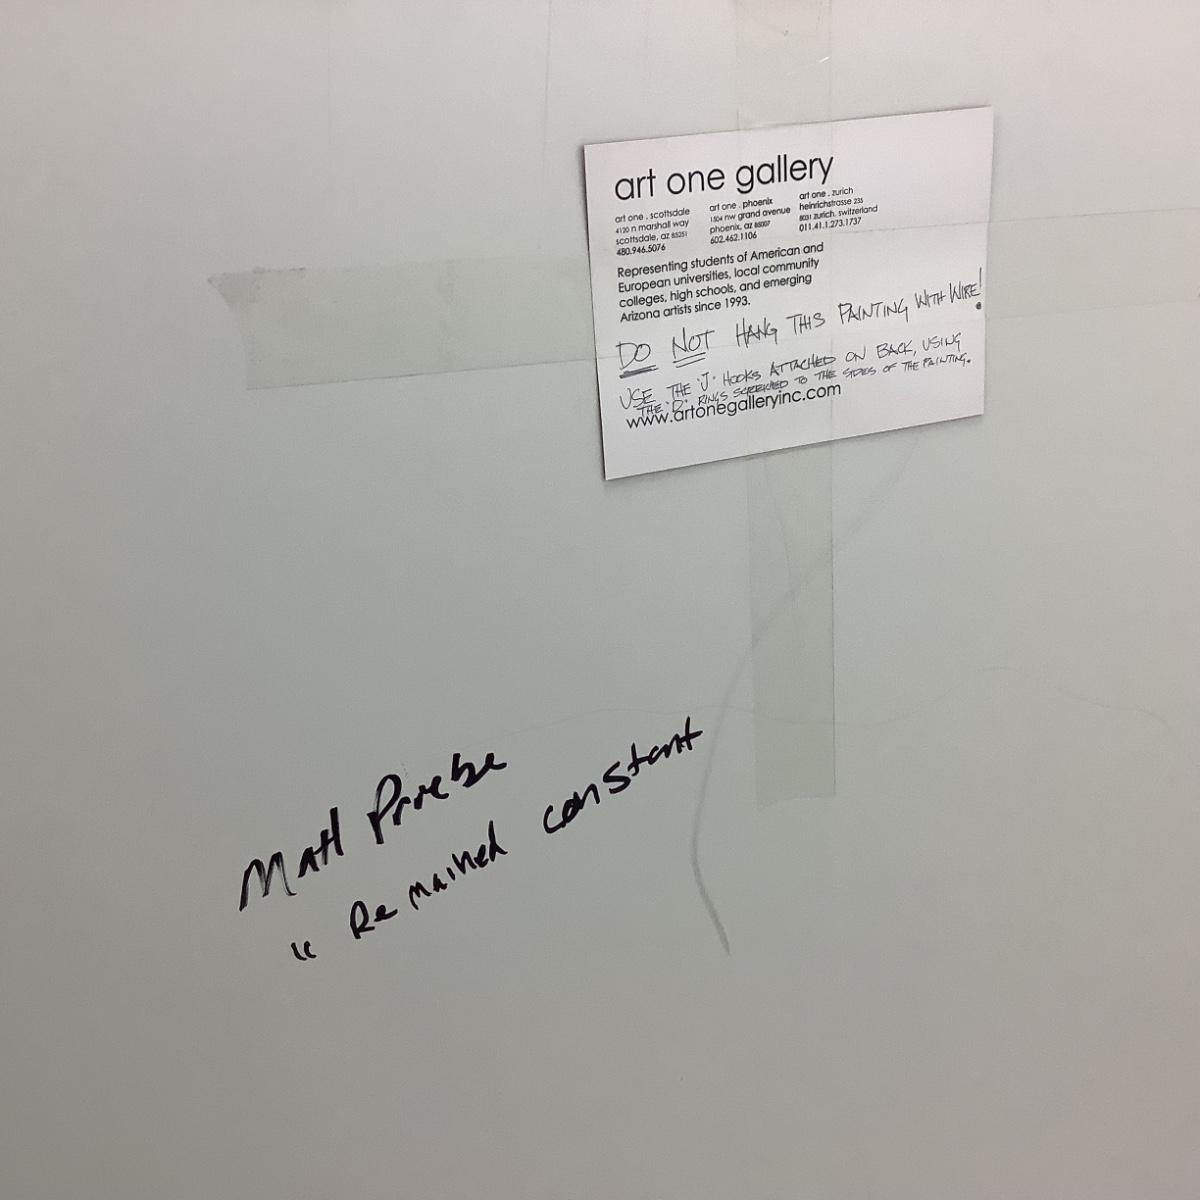 art one gallery
art one . scottsdale
4120 n marshall way
scottsdale, az 85251
480.946.5076
art one . phoenix
1504 nw grand avenue
phoenix, az 85007
602.462.1106
art one . zurich
heinrichstrasse 235
8031 zurich, switzerland
011.41.1.273.1737
Representing students of American and
European universities, local community
colleges, high schools, and emerging
Arizona artists since 1993.
DO NOT HANG THIS PAINTING WITH WIRE!
USE THE "J" HOOKS ATTACHED ON BACK, USING
THE "D" RINGS SCREWED TO THE SIDES OF THE PAINTING.
www.artonegalleryinc.com
Matt Priebe
" Remained constant